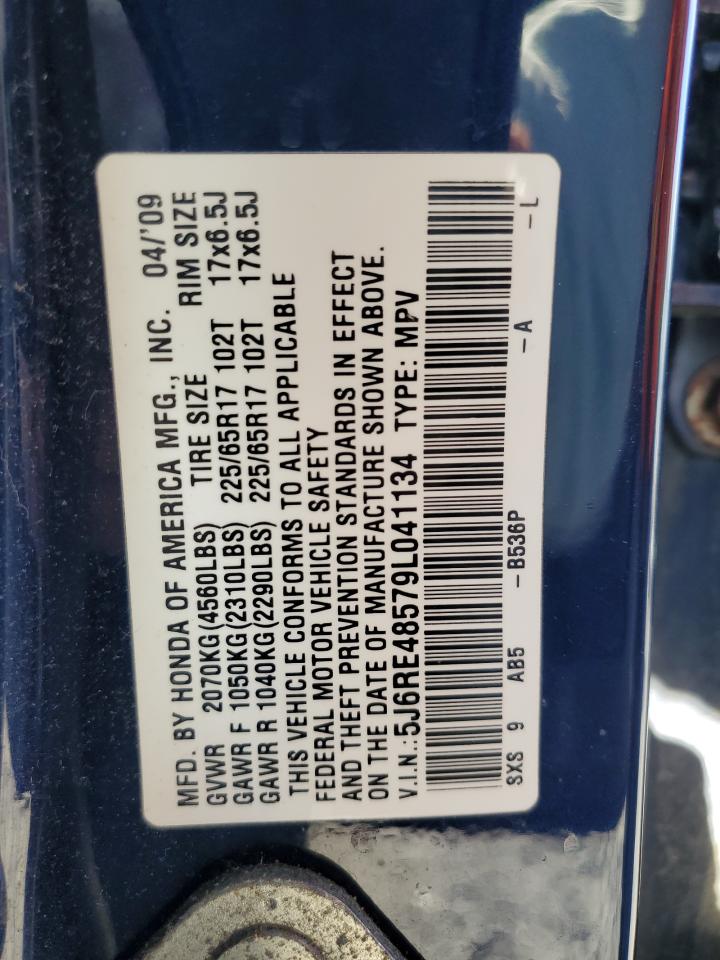 MFD. BY HONDA OF AMERICA MFG., INC. 04/'09
GVWR 2070KG(4560LBS) TIRE SIZE RIM SIZE
GAWR F 1050KG(2310LBS) 225/65R17 102T 17x6.5J
GAWR R 1040KG(2290LBS) 225/65R17 102T 17x6.5J
THIS VEHICLE CONFORMS TO ALL APPLICABLE
FEDERAL MOTOR VEHICLE SAFETY
AND THEFT PREVENTION STANDARDS IN EFFECT
ON THE DATE OF MANUFACTURE SHOWN ABOVE.
V.I.N.:5J6RE48579L041134 TYPE: MPV
SXS 9 AB5 -B536P -A -L